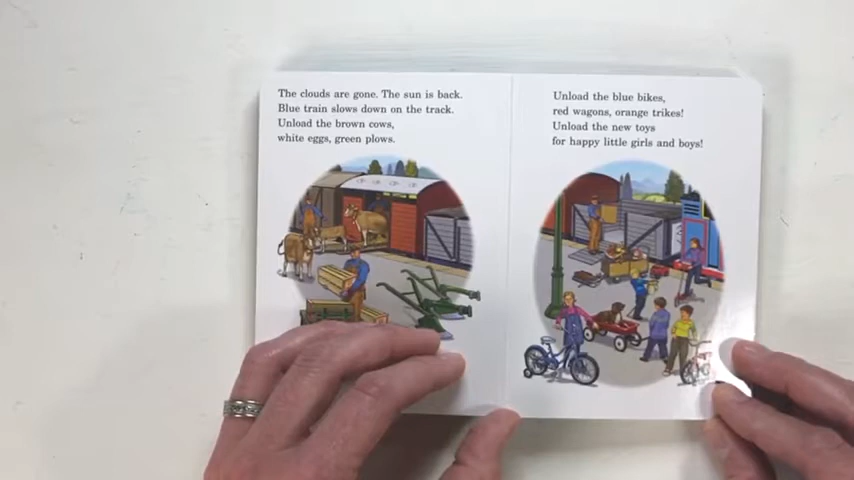 The clouds are gone. The sun is back.
Blue train slows down on the track.
Unload the brown cows,
white eggs, green plows.
Unload the blue bikes,
red wagons, orange trikes!
Unload the new toys
for happy little girls and boys!